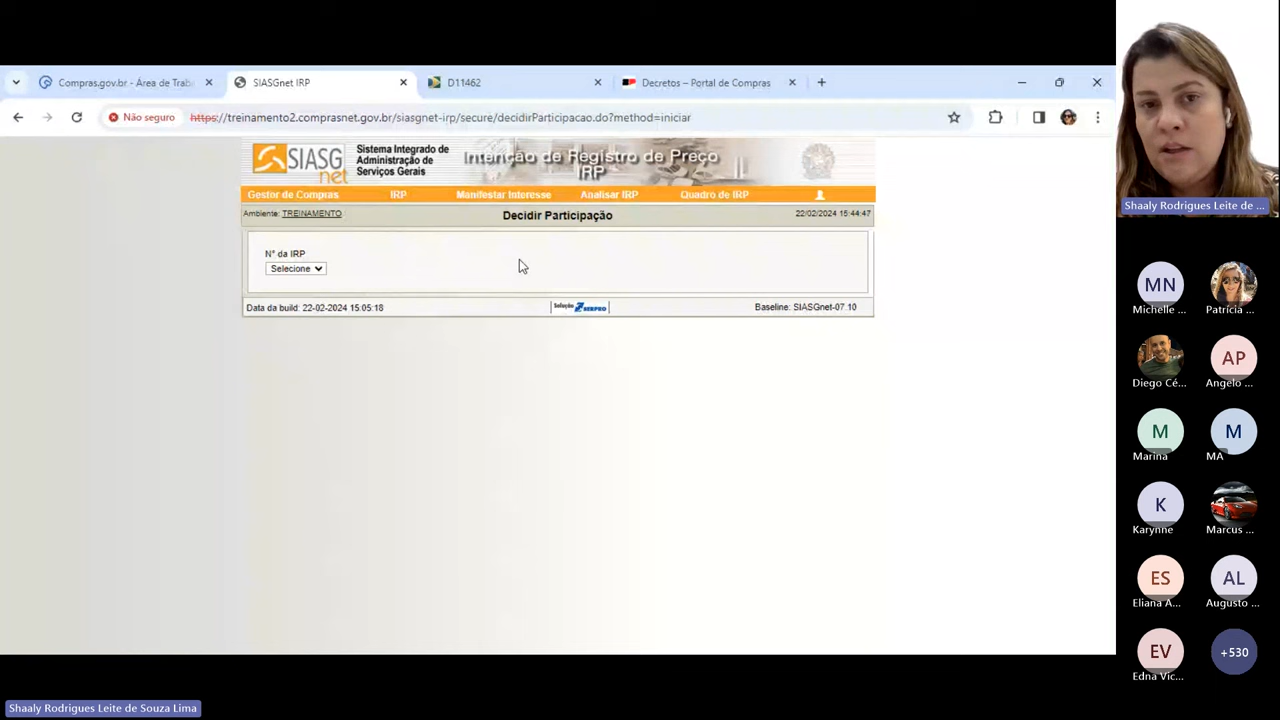 Compras.gov.br - Área de Trab
SIASGnet IRP
D11462
Decretos – Portal de Compras
Não seguro
https://treinamento2.comprasnet.gov.br/siasgnet-irp/secure/decidirParticipacao.do?method=iniciar
SIASG
net
Sistema Integrado de
Administração de
Serviços Gerais
Intenção de Registro de Preço
IRP
Gestor de Compras
IRP
Manifestar Interesse
Analisar IRP
Quadro de IRP
Ambiente: TREINAMENTO
Decidir Participação
22/02/2024 15:44:47
Nº da IRP
Selecione
Data da build: 22-02-2024 15:05:18
Solução
SERPRO
Baseline: SIASGnet-07.10
Shaaly Rodrigues Leite de ...
MN
Michelle ...
Patrícia ...
Diego Cé...
AP
Angelo ...
M
Marina
M
MA
K
Karynne
Marcus ...
ES
Eliana A...
AL
Augusto ...
EV
Edna Vic...
+530
Shaaly Rodrigues Leite de Souza Lima